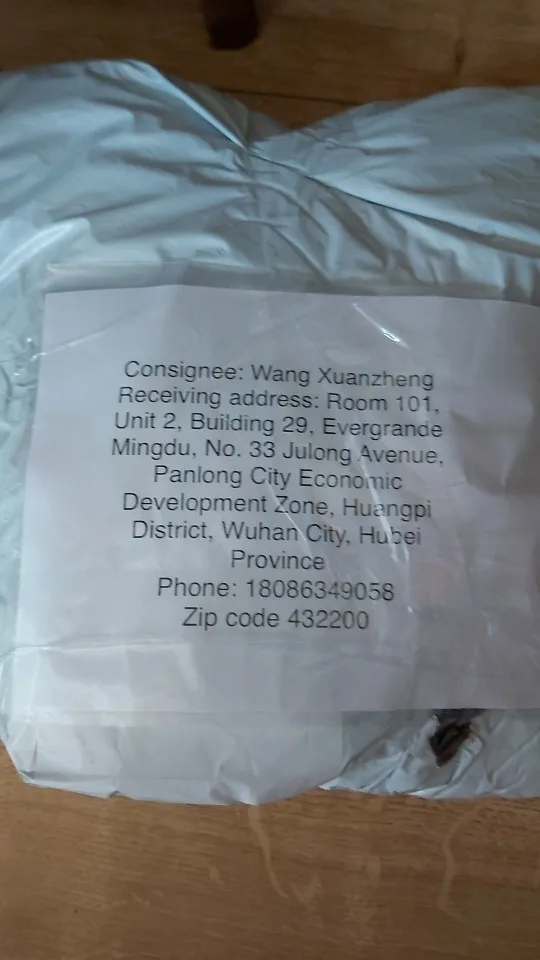 Consignee: Wang Xuanzheng
Receiving address: Room 101,
Unit 2, Building 29, Evergrande
Mingdu, No. 33 Julong Avenue,
Panlong City Economic
Development Zone, Huangpi
District, Wuhan City, Hubei
Province
Phone: 18086349058
Zip code 432200